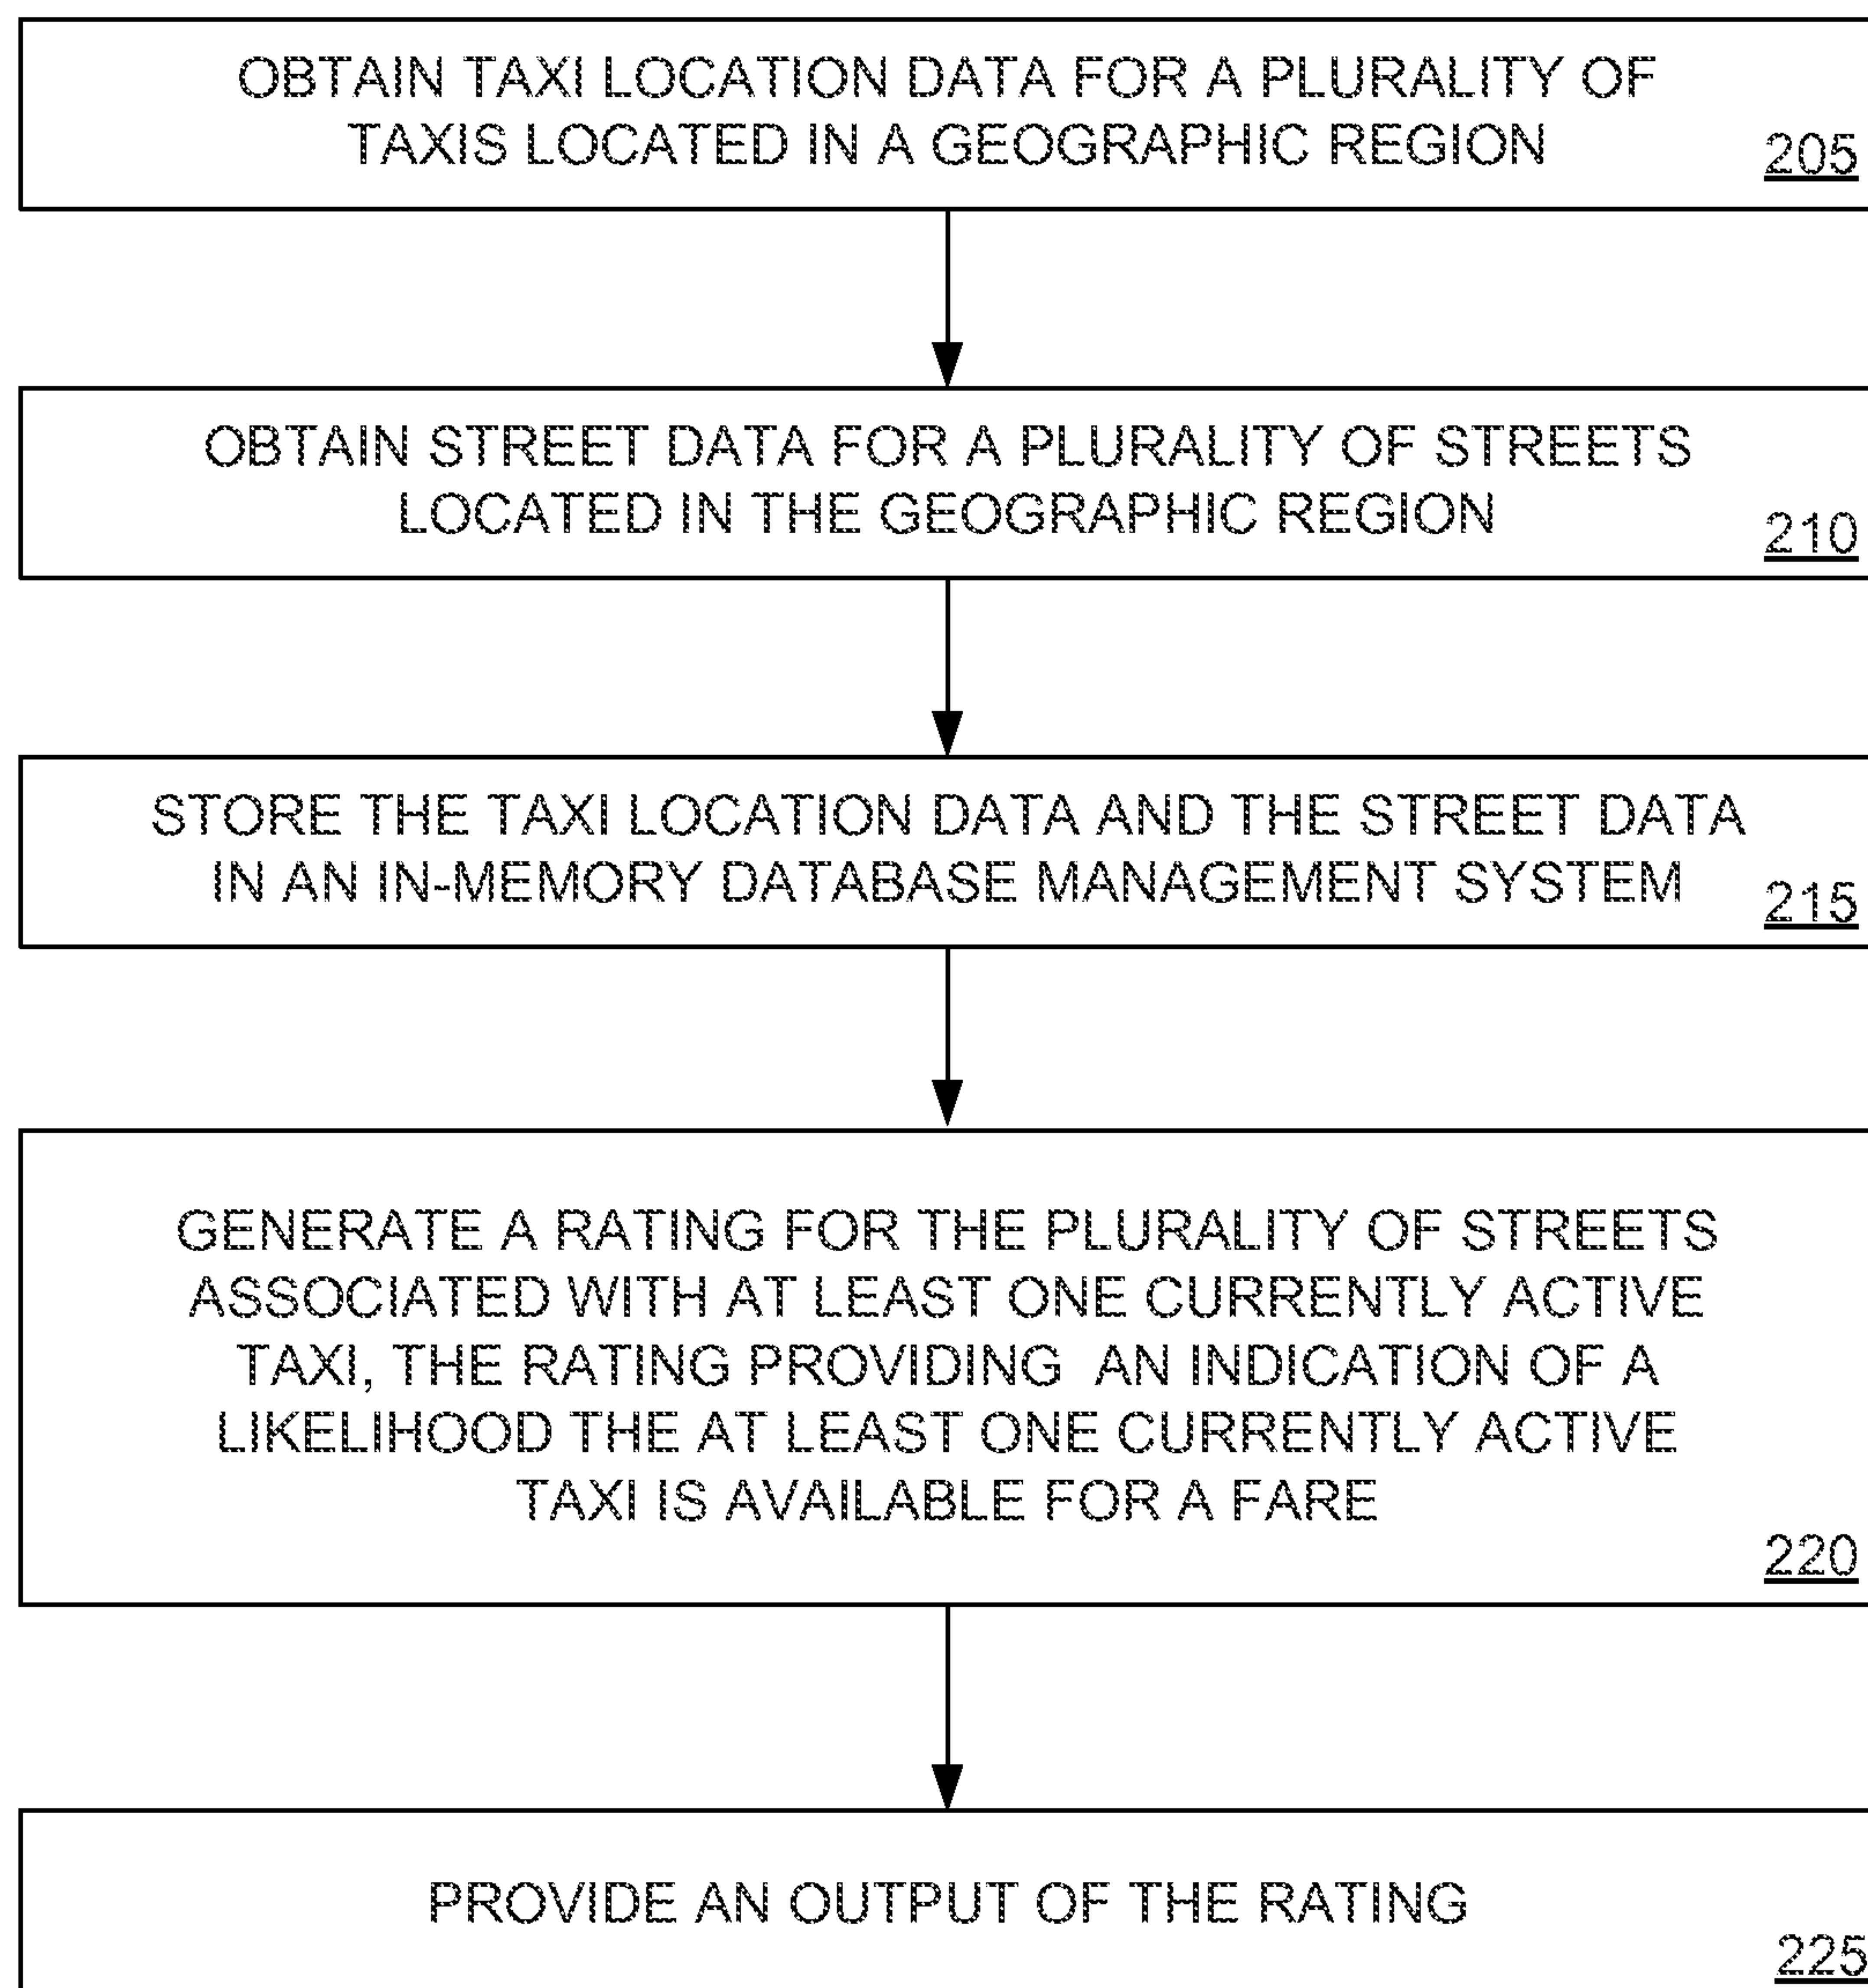 OBTAIN TAXI LOCATION DATA FOR A PLURALITY OF
TAXIS LOCATED IN A GEOGRAPHIC REGION
205
OBTAIN STREET DATA FOR A PLURALITY OF STREETS
LOCATED IN THE GEOGRAPHIC REGION
210
STORE THE TAXI LOCATION DATA AND THE STREET DATA
IN AN IN-MEMORY DATABASE MANAGEMENT SYSTEM
215
GENERATE A RATING FOR THE PLURALITY OF STREETS
ASSOCIATED WITH AT LEAST ONE CURRENTLY ACTIVE
TAXI, THE RATING PROVIDING AN INDICATION OF A
LIKELIHOOD THE AT LEAST ONE CURRENTLY ACTIVE
TAXI IS AVAILABLE FOR A FARE
220
PROVIDE AN OUTPUT OF THE RATING
225